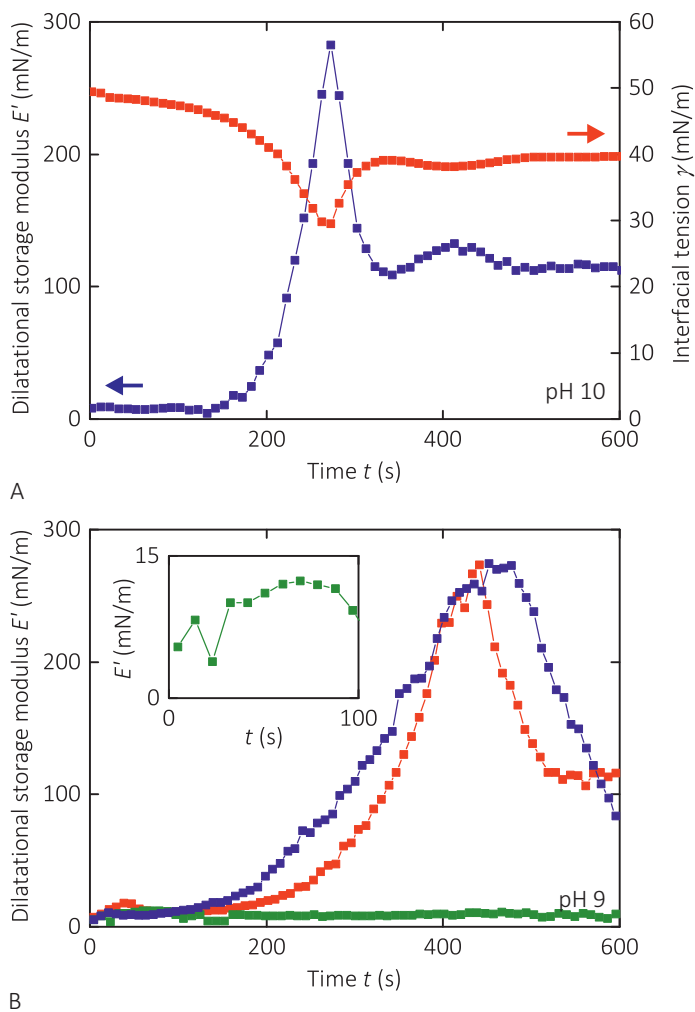 300
200
100
0
Dilatational storage modulus E′ (mN/m)
60
50
40
30
20
10
0
Interfacial tension γ (mN/m)
pH 10
0
200
400
600
Time t (s)
A
300
200
100
0
Dilatational storage modulus E′ (mN/m)
15
0
E′ (mN/m)
0
100
t (s)
pH 9
0
200
400
600
Time t (s)
B